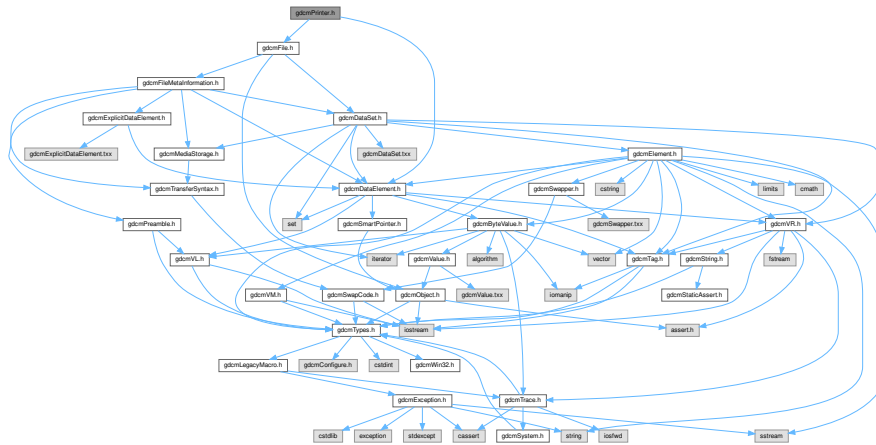 gdcmPrinter.h
gdcmFile.h
gdcmFileMetaInformation.h
gdcmExplicitDataElement.h
gdcmDataSet.h
gdcmExplicitDataElement.txx
gdcmMediaStorage.h
gdcmDataSet.txx
gdcmElement.h
gdcmTransferSyntax.h
gdcmDataElement.h
gdcmSwapper.h
cstring
limits
cmath
gdcmPreamble.h
set
gdcmSmartPointer.h
gdcmByteValue.h
gdcmSwapper.txx
gdcmVR.h
gdcmVL.h
iterator
gdcmValue.h
algorithm
vector
gdcmTag.h
gdcmString.h
fstream
gdcmVM.h
gdcmSwapCode.h
gdcmObject.h
gdcmValue.txx
iomanip
gdcmStaticAssert.h
gdcmTypes.h
iostream
assert.h
gdcmLegacyMacro.h
gdcmConfigure.h
cstdint
gdcmWin32.h
gdcmException.h
gdcmTrace.h
cstdlib
exception
stdexcept
cassert
gdcmSystem.h
string
iosfwd
sstream